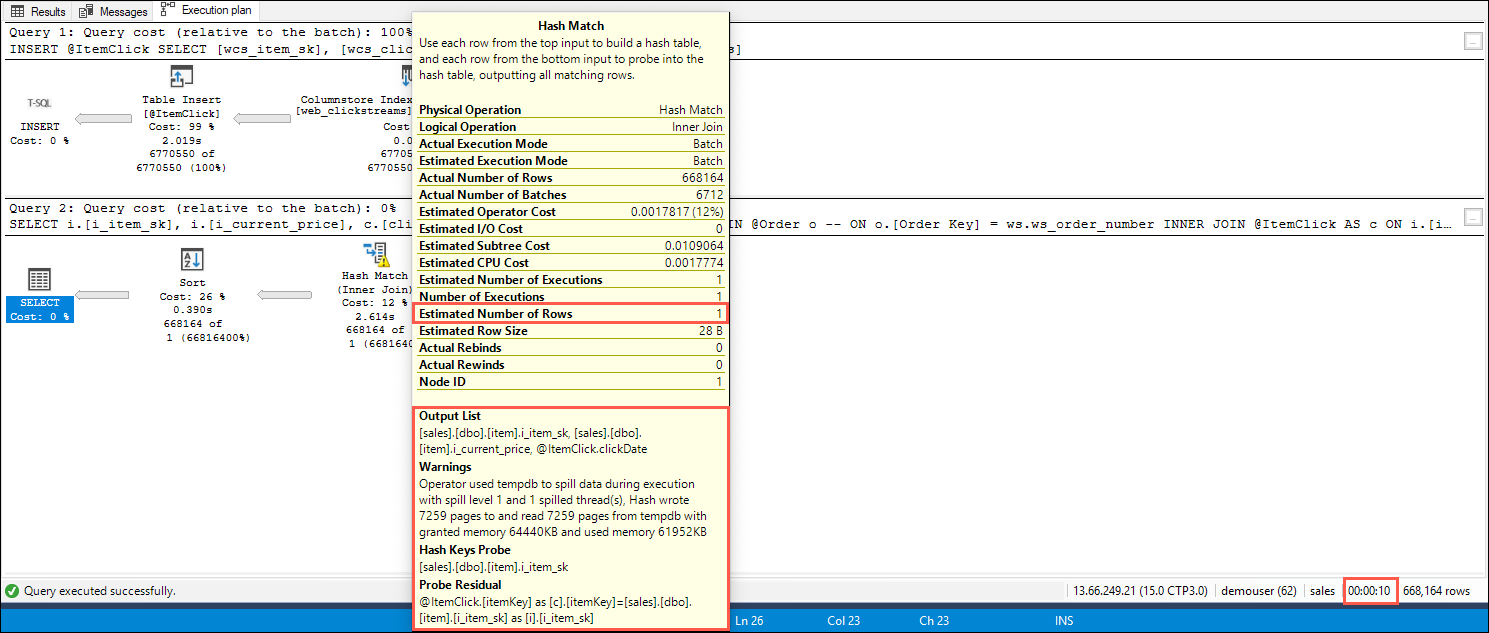 Results Messages Execution plan
Query 1: Query cost (relative to the batch): 100%
INSERT @ItemClick SELECT [wcs_item_sk], [wcs_clic s]
T-SQL
INSERT
Cost: 0 %
Table Insert
[@ItemClick]
Cost: 99 %
2.019s
6770550 of
6770550 (100%)
Columnstore Index
[web_clickstreams]
Cost
0.0
67705
677055
Query 2: Query cost (relative to the batch): 0%
SELECT i.[i_item_sk], i.[i_current_price], c.[cli IN @Order o -- ON o.[Order Key] = ws.ws_order_number INNER JOIN @ItemClick AS c ON i.[i...
SELECT
Cost: 0 %
Sort
Cost: 26 %
0.390s
668164 of
1 (66816400%)
Hash Match
(Inner Join)
Cost: 12 %
2.614s
668164 of
1 (6681640
Hash Match
Use each row from the top input to build a hash table,
and each row from the bottom input to probe into the
hash table, outputting all matching rows.
Physical Operation Hash Match
Logical Operation Inner Join
Actual Execution Mode Batch
Estimated Execution Mode Batch
Actual Number of Rows 668164
Actual Number of Batches 6712
Estimated Operator Cost 0.0017817 (12%)
Estimated I/O Cost 0
Estimated Subtree Cost 0.0109064
Estimated CPU Cost 0.0017774
Estimated Number of Executions 1
Number of Executions 1
Estimated Number of Rows 1
Estimated Row Size 28 B
Actual Rebinds 0
Actual Rewinds 0
Node ID 1
Output List
[sales].[dbo].[item].i_item_sk, [sales].[dbo].
[item].i_current_price, @ItemClick.clickDate
Warnings
Operator used tempdb to spill data during execution
with spill level 1 and 1 spilled thread(s), Hash wrote
7259 pages to and read 7259 pages from tempdb with
granted memory 64440KB and used memory 61952KB
Hash Keys Probe
[sales].[dbo].[item].i_item_sk
Probe Residual
@ItemClick.[itemKey] as [c].[itemKey]=[sales].[dbo].
[item].[i_item_sk] as [i].[i_item_sk]
Query executed successfully. 13.66.249.21 (15.0 CTP3.0) demouser (62) sales 00:00:10 668,164 rows
Ln 26 Col 23 Ch 23 INS